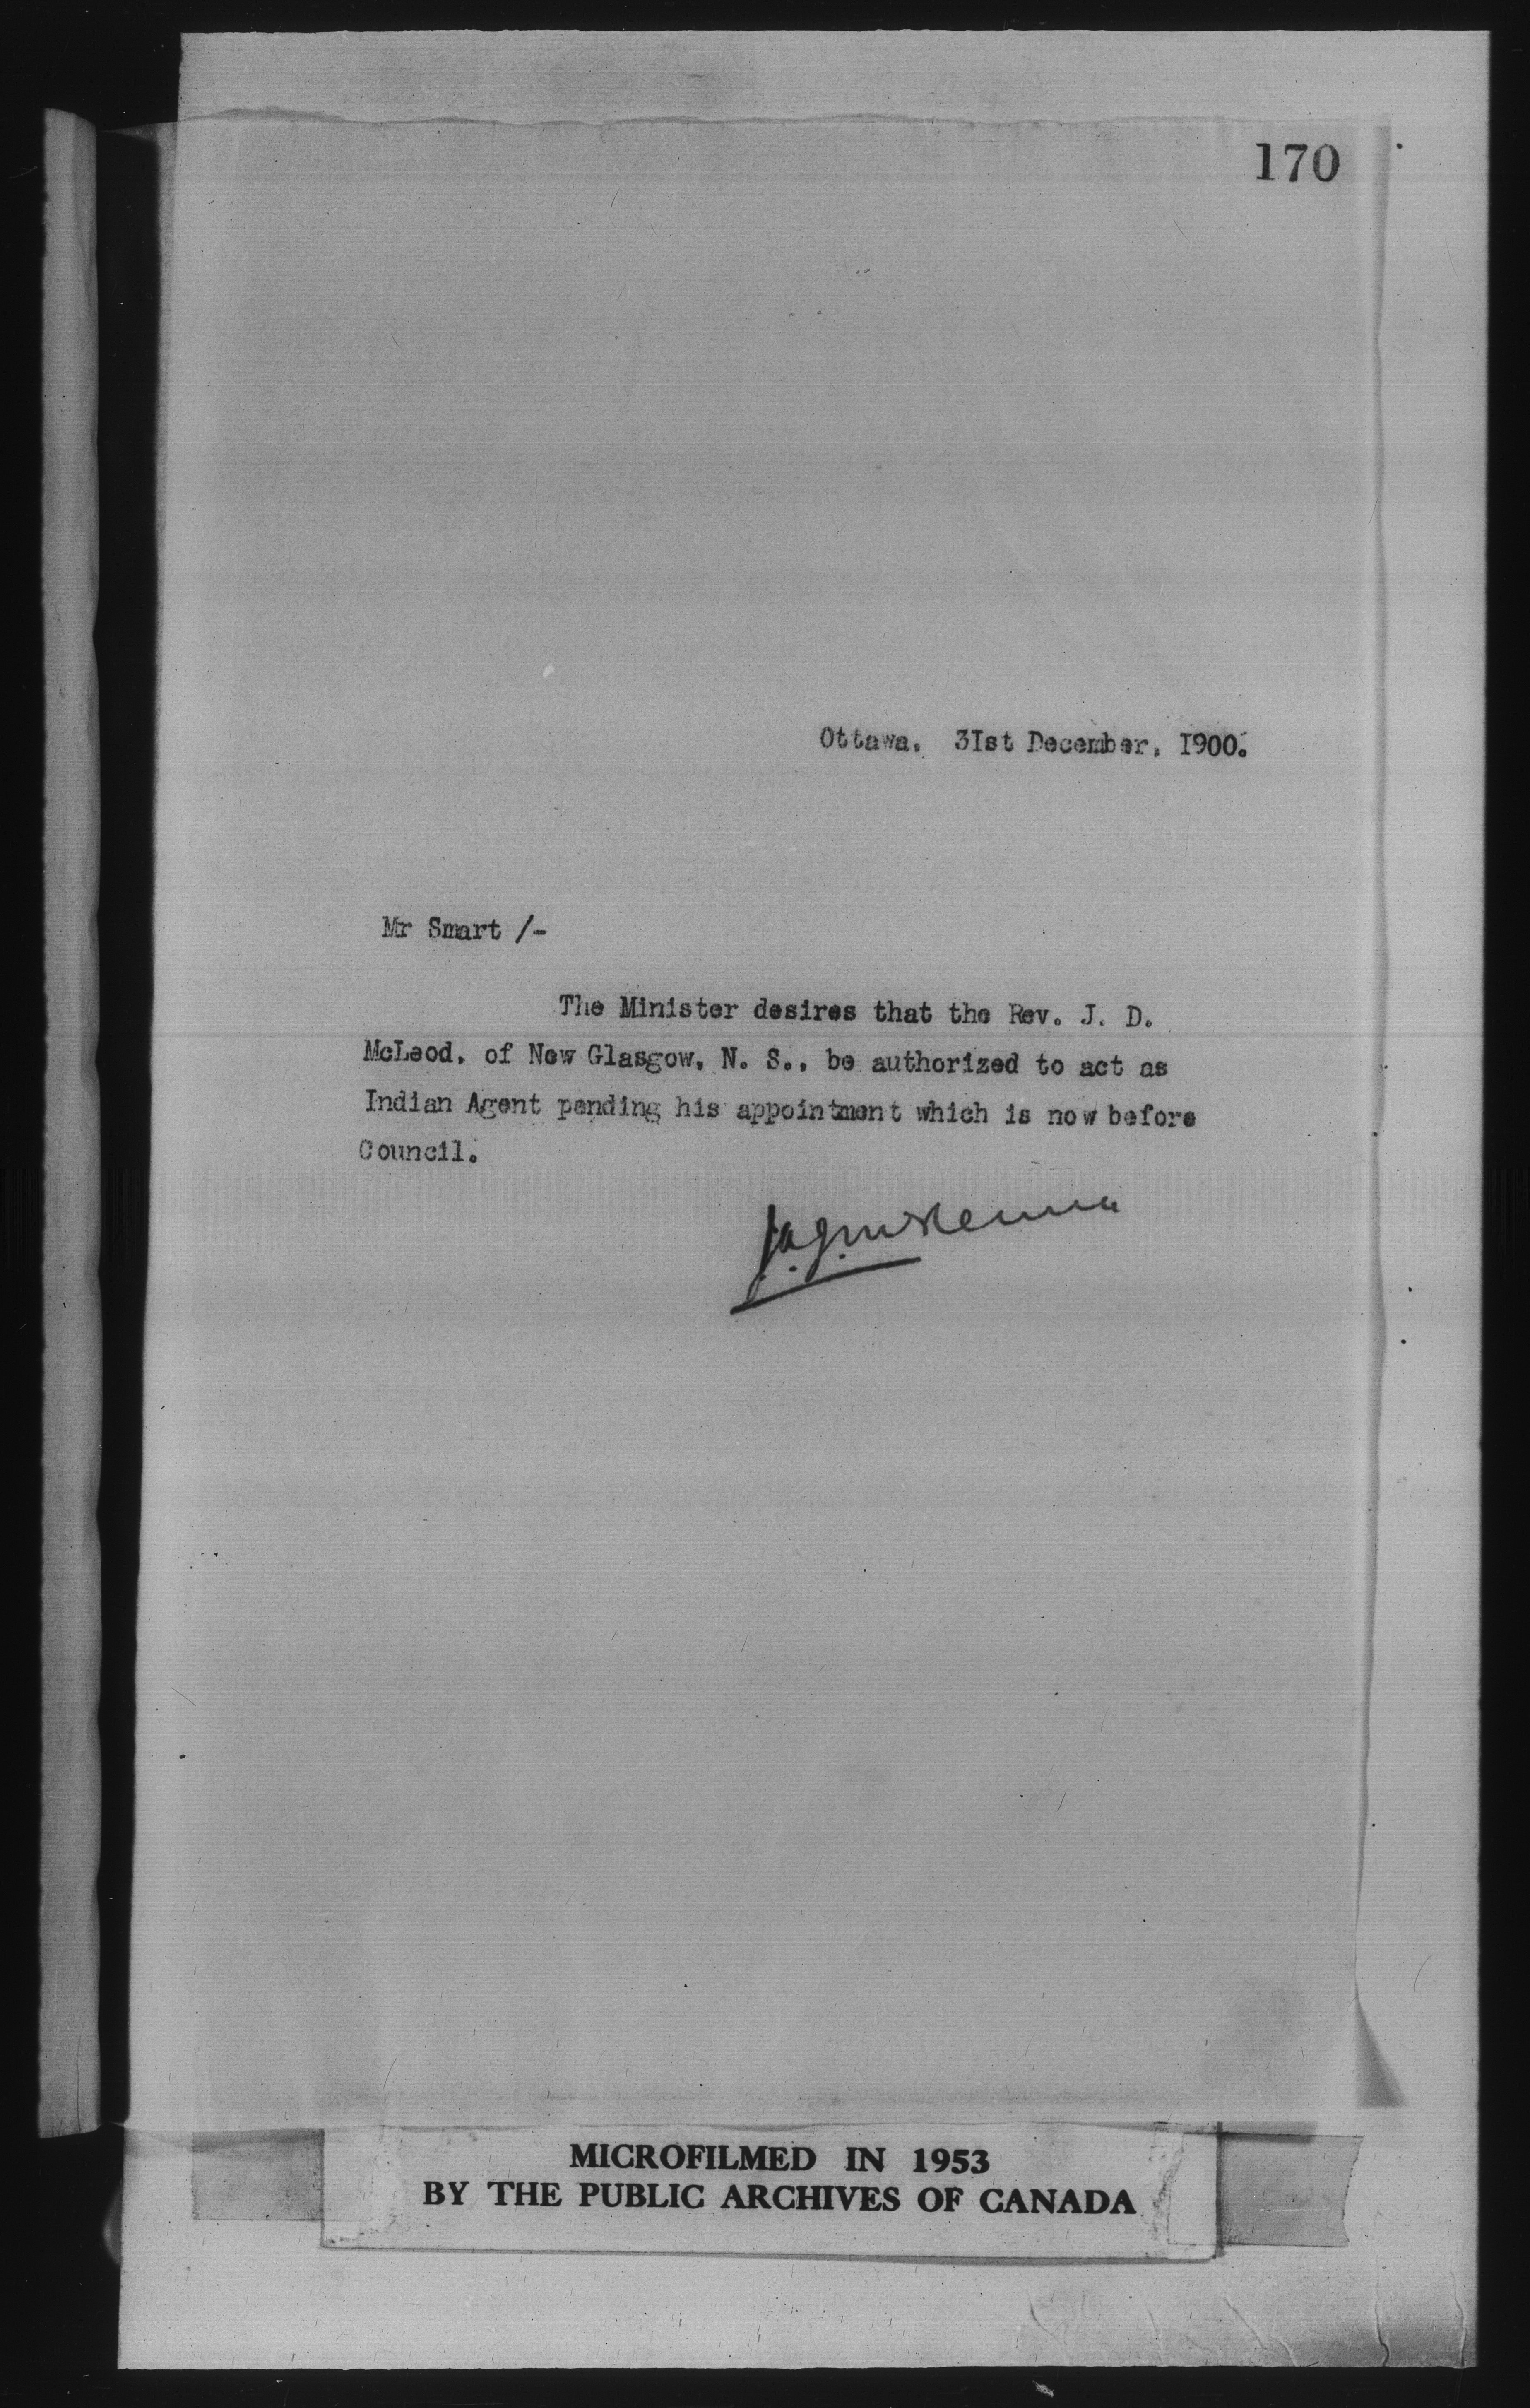 170
Ottawa, 31st December, 1900.
Mr Smart /-
The Minister desires that the Rev. J. D.
McLeod, of New Glasgow, N. S., be authorized to act as
Indian Agent pending his appointment which is now before
Council.
J.A.J. McKenna
MICROFILMED IN 1953
BY THE PUBLIC ARCHIVES OF CANADA